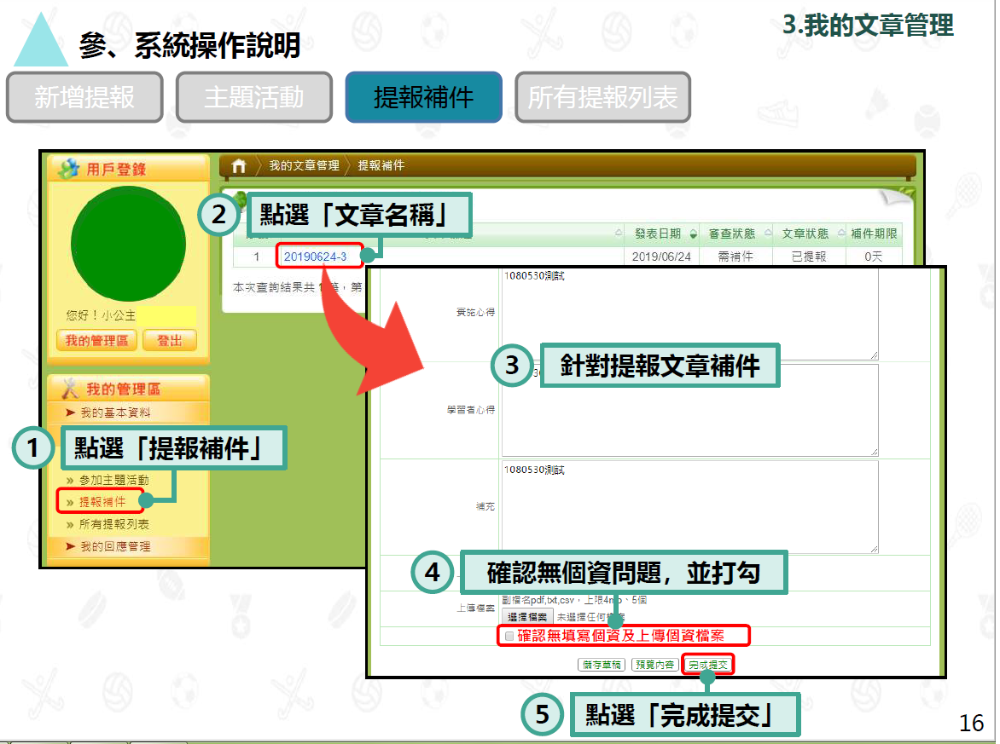 3.我的文章管理
參、系統操作說明
新增提報
主題活動
提報補件
所有提報列表
用戶登錄
我的文章管理
提報補件
2
點選「文章名稱」
發表日期
審查狀態
文章狀態
補件期限
1
20190624-3
2019/06/24
需補件
已提報
0天
本次查詢結果共 1 筆，第
您好！小公主
我的管理區
登出
我的管理區
我的基本資料
1
點選「提報補件」
» 參加主題活動
» 提報補件
» 所有提報列表
我的回應管理
實施心得
1080530測試
3
針對提報文章補件
學習者心得
補充
1080530測試
4
確認無個資問題，並打勾
上傳檔案
副檔名pdf,txt,csv，上限4mb、5個
選擇檔案
未選擇任何檔案
確認無填寫個資及上傳個資檔案
儲存草稿
預覽內容
完成提交
5
點選「完成提交」
16